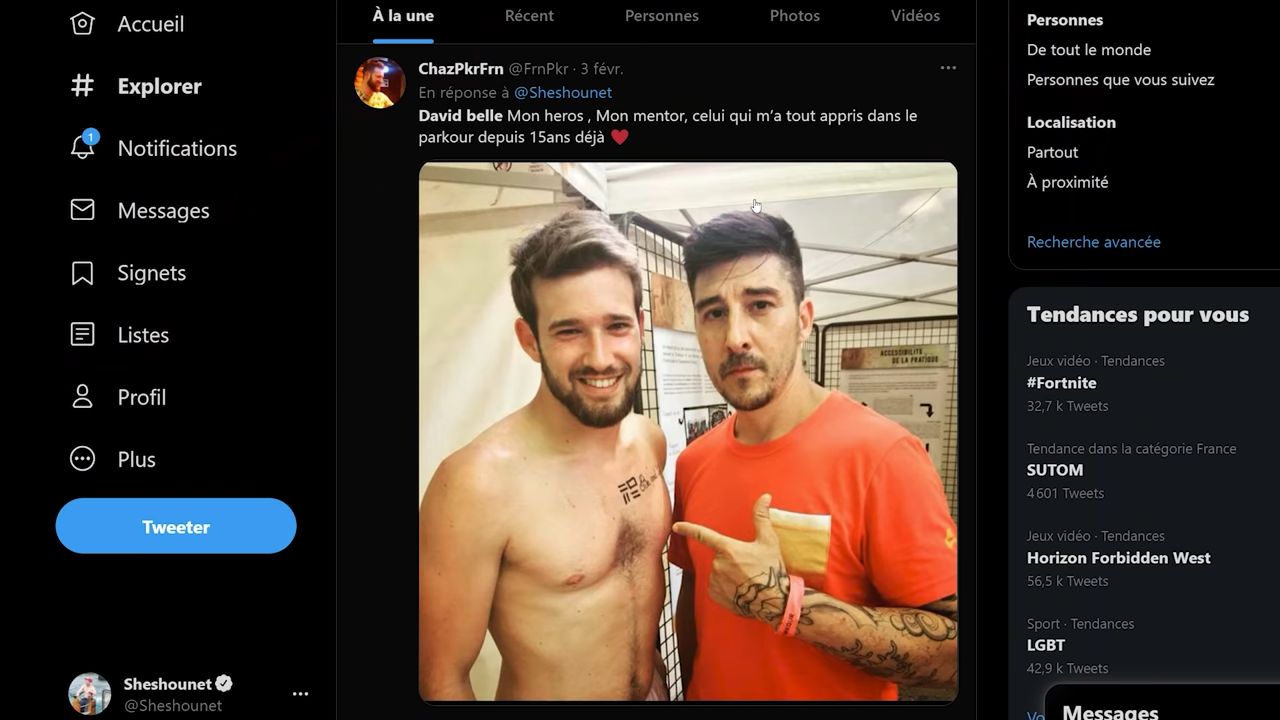 Accueil
Explorer
1
Notifications
Messages
Signets
Listes
Profil
Plus
Tweeter
Sheshounet
@Sheshounet
À la une
Récent
Personnes
Photos
Vidéos
ChazPkrFrn @FrnPkr · 3 févr.
En réponse à @Sheshounet
David belle Mon heros , Mon mentor, celui qui m’a tout appris dans le
parkour depuis 15ans déjà ❤️
ACCESSIBILITE
DE LA PRATIQUE
Personnes
De tout le monde
Personnes que vous suivez
Localisation
Partout
À proximité
Recherche avancée
Tendances pour vous
Jeux vidéo · Tendances
#Fortnite
32,7 k Tweets
Tendance dans la catégorie France
SUTOM
4 601 Tweets
Jeux vidéo · Tendances
Horizon Forbidden West
56,5 k Tweets
Sport · Tendances
LGBT
42,9 k Tweets
Messages